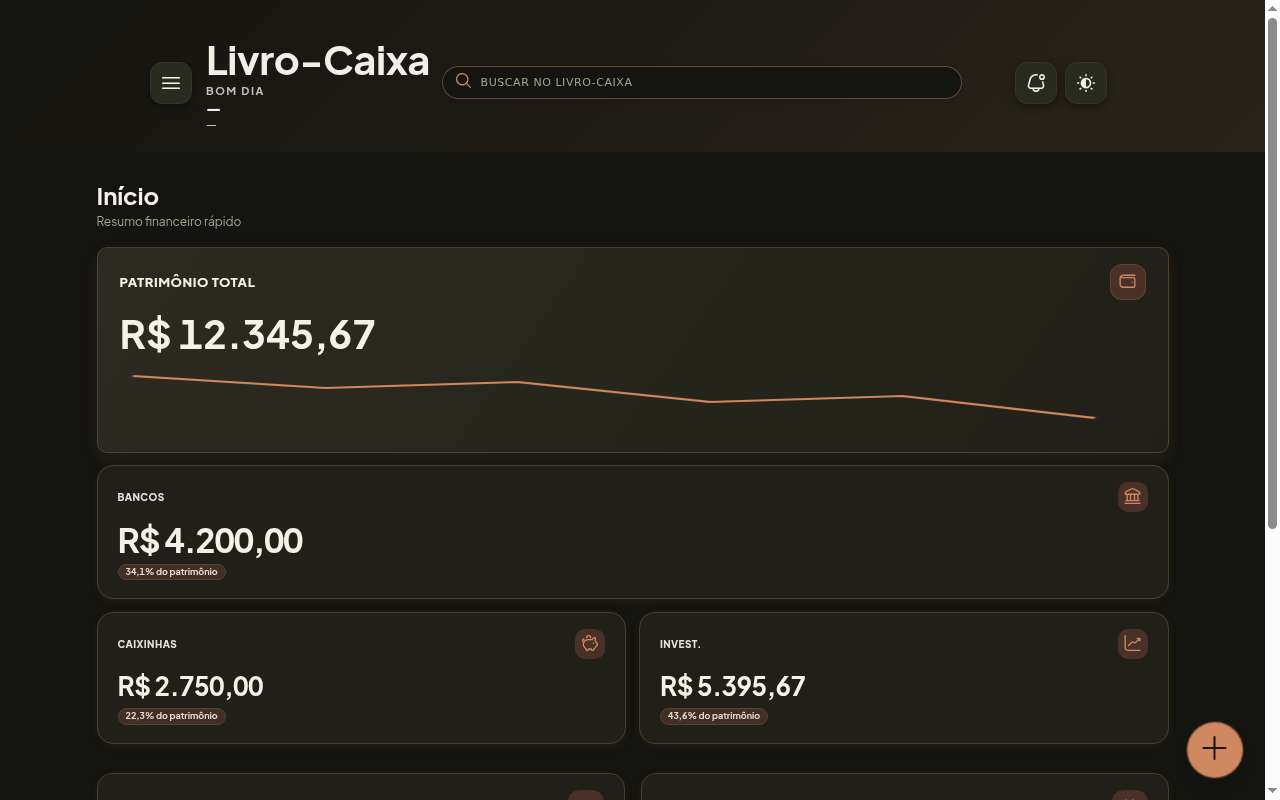 Livro-Caixa
BOM DIA
—
—
BUSCAR NO LIVRO-CAIXA
Início
Resumo financeiro rápido
PATRIMÔNIO TOTAL
R$ 12.345,67
BANCOS
R$ 4.200,00
34,1% do patrimônio
CAIXINHAS
R$ 2.750,00
22,3% do patrimônio
INVEST.
R$ 5.395,67
43,6% do patrimônio